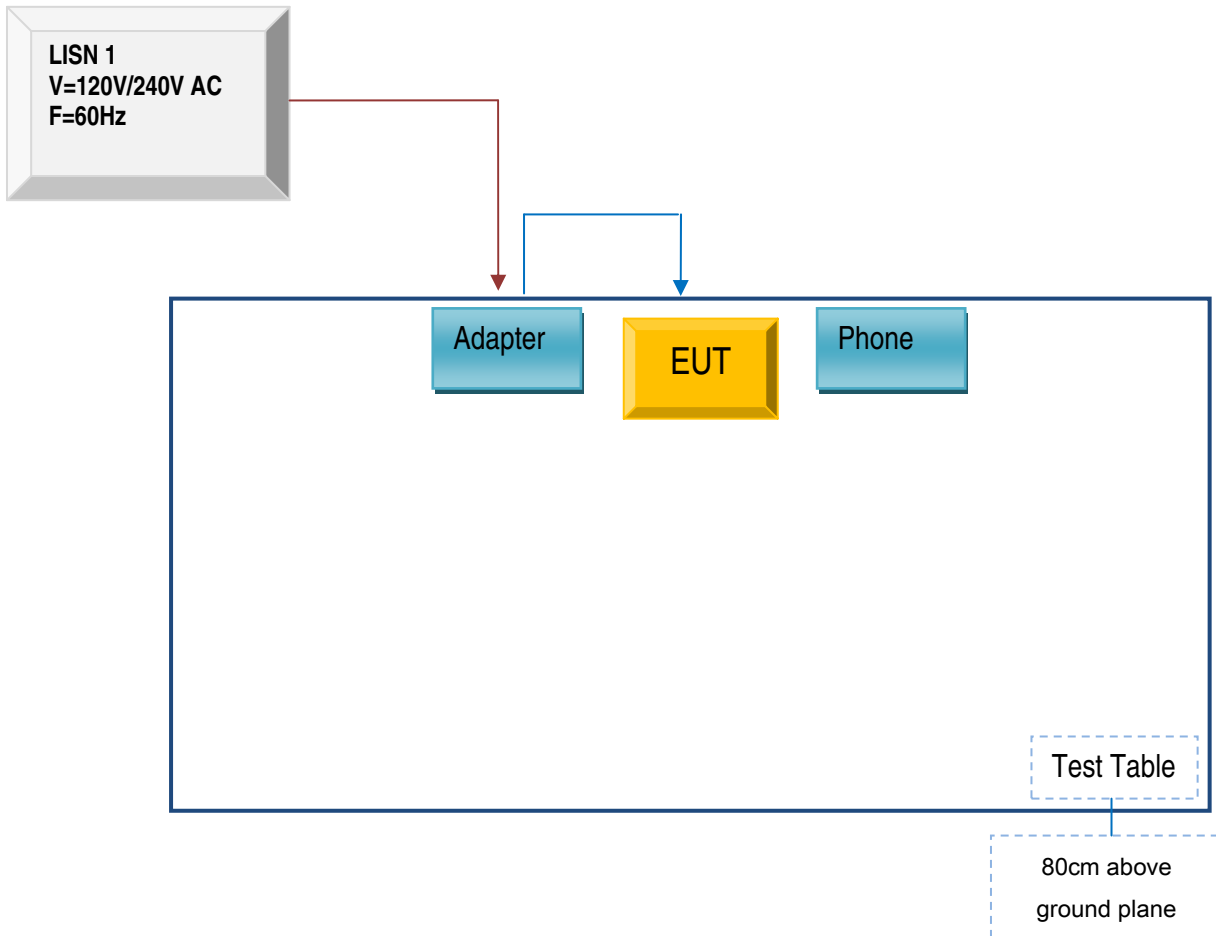 LISN 1
V=120V/240V AC
F=60Hz
Adapter
EUT
Phone
Test Table
80cm above
ground plane